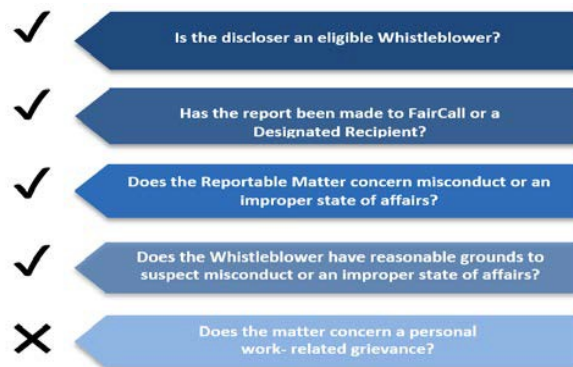 Is the discloser an eligible Whistleblower?
Has the report been made to FairCall or a
Designated Recipient?
Does the Reportable Matter concern misconduct or an
improper state of affairs?
Does the Whistleblower have reasonable grounds to
suspect misconduct or an improper state of affairs?
Does the matter concern a personal
work- related grievance?